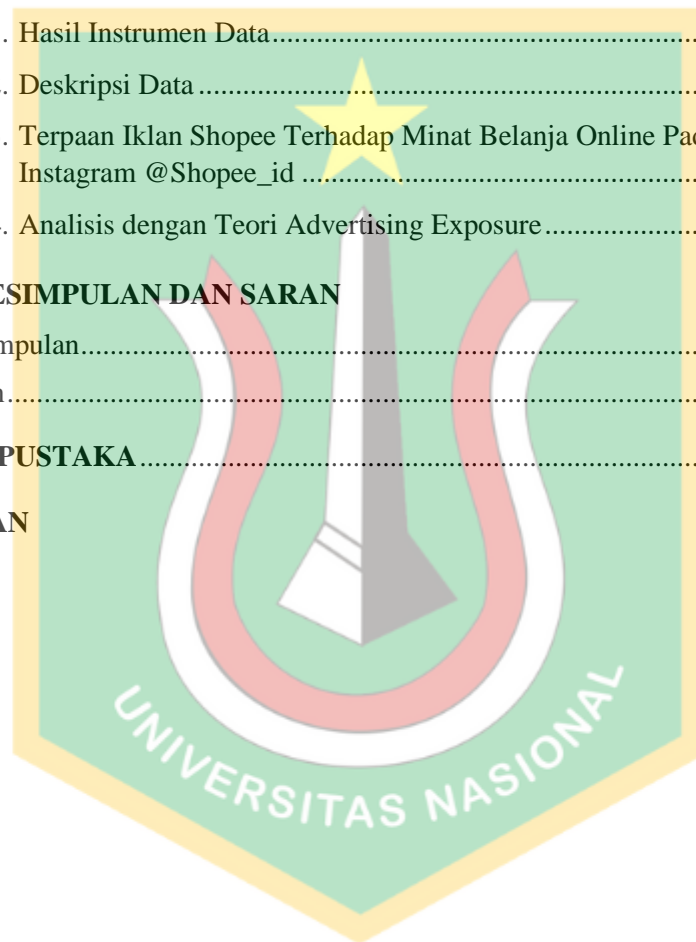 . Hasil Instrumen Data........................................................................
. Deskripsi Data....................................................................................
. Terpaan Iklan Shopee Terhadap Minat Belanja Online Pad
Instagram @Shopee_id .................................................................
. Analisis dengan Teori Advertising Exposure..........................
ESIMPULAN DAN SARAN
mpulan.......................................................................................................
n...................................................................................................................
PUSTAKA..............................................................................................
AN
UNIVERSITAS NASIONAL